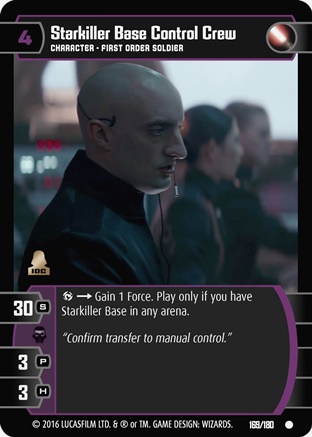 4
Starkiller Base Control Crew
CHARACTER - FIRST ORDER SOLDIER
IDC
30 S
Gain 1 Force. Play only if you have
Starkiller Base in any arena.
“Confirm transfer to manual control.”
3 P
3 H
© 2016 LUCASFILM LTD. & ® or TM. GAME DESIGN: WIZARDS.
169/180